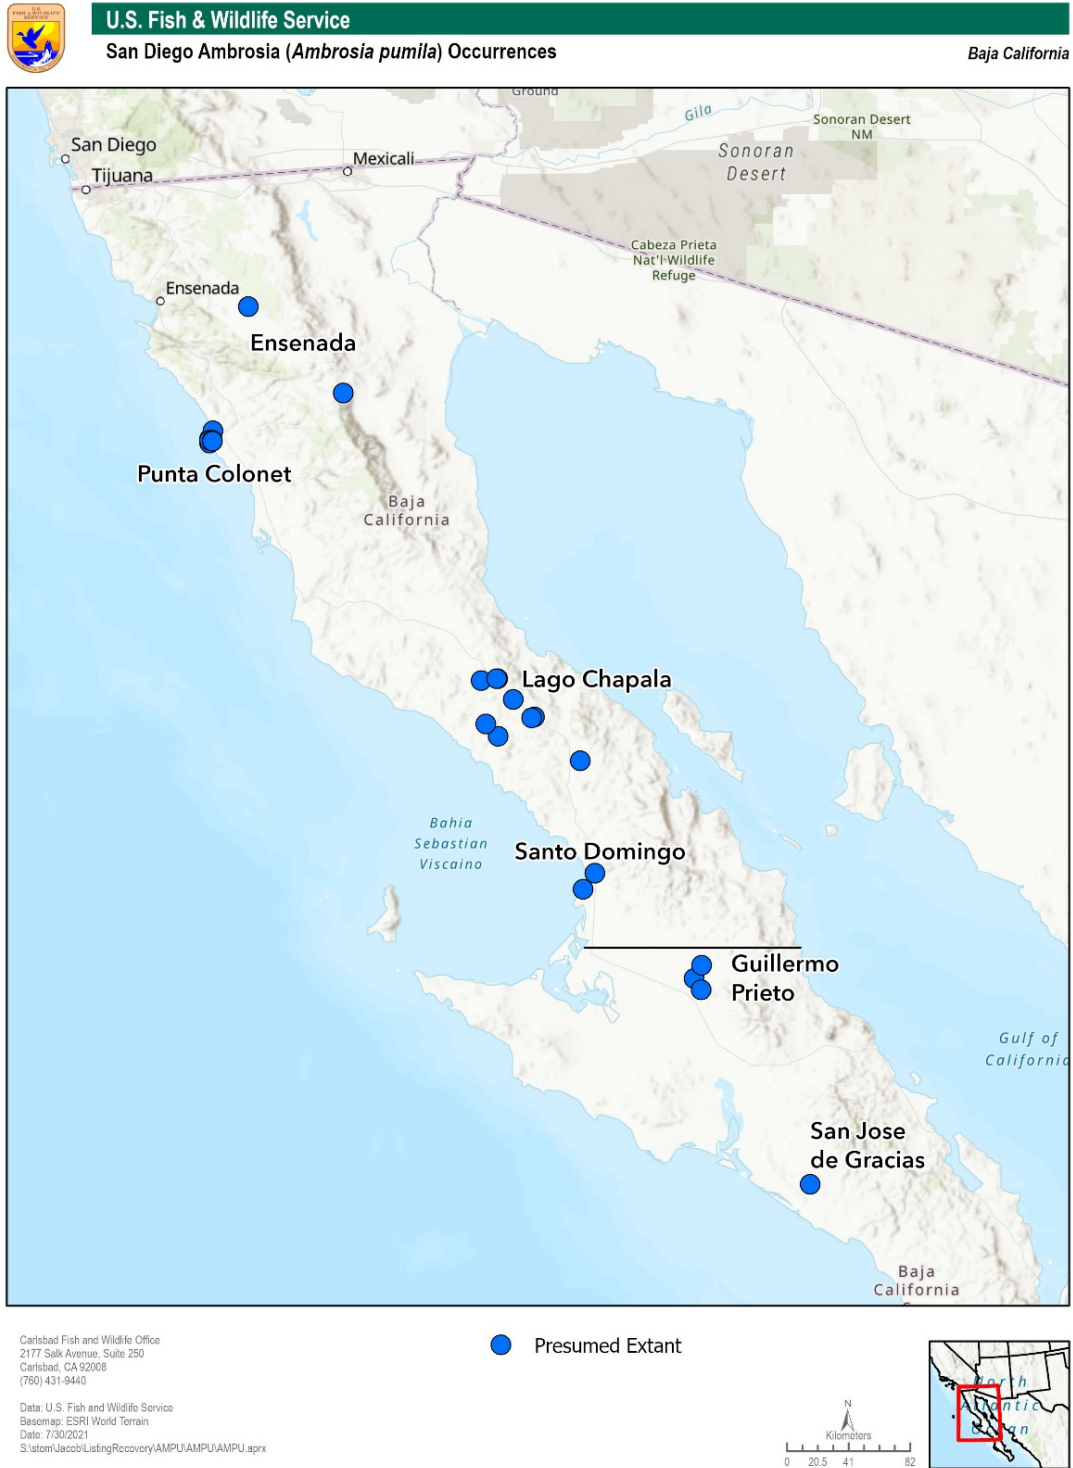 U.S.
FISH & WILDLIFE
SERVICE
U.S. Fish & Wildlife Service
San Diego Ambrosia (Ambrosia pumila) Occurrences
Baja California
Ground
Gila
Sonoran Desert
NM
San Diego
Sonoran
Desert
Mexicali
Tijuana
Cabeza Prieta
Nat'l Wildlife
Refuge
Ensenada
Ensenada
Punta Colonet
Baja
California
Lago Chapala
Bahia
Sebastian
Viscaino
Santo Domingo
Guillermo
Prieto
Gulf of
California
San Jose
de Gracias
Baja
California
Carlsbad Fish and Wildlife Office
2177 Salk Avenue, Suite 250
Carlsbad, CA 92008
(760) 431-9440
Presumed Extant
Data: U.S. Fish and Wildlife Service
Basemap: ESRI World Terrain
Date: 7/30/2021
S:\stem\Jacob\ListingRecovery\AMPU\AMPU\AMPU.aprx
N
Kilometers
0 20.5 41 82
North
Atlantic
Ocean